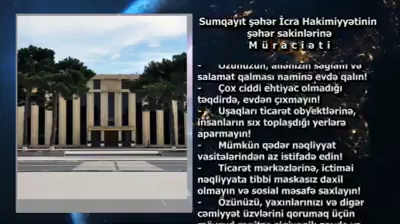 Sumqayıt şəhər İcra Hakimiyyətinin
şəhər sakinlərinə
M ü r a c i ə t i
- Özünüzün, ailənizin sağlam və
salamat qalması naminə evdə qalın!
- Çox ciddi ehtiyac olmadığı
təqdirdə, evdən çıxmayın!
- Uşaqları ticarət obyektlərinə,
insanların sıx toplaşdığı yerlərə
aparmayın!
- Mümkün qədər nəqliyyat
vasitələrindən az istifadə edin!
- Ticarət mərkəzlərinə, ictimai
nəqliyyata tibbi maskasız daxil
olmayın və sosial məsafə saxlayın!
- Özünüzü, yaxınlarınızı və digər
cəmiyyət üzvlərini qorumaq üçün